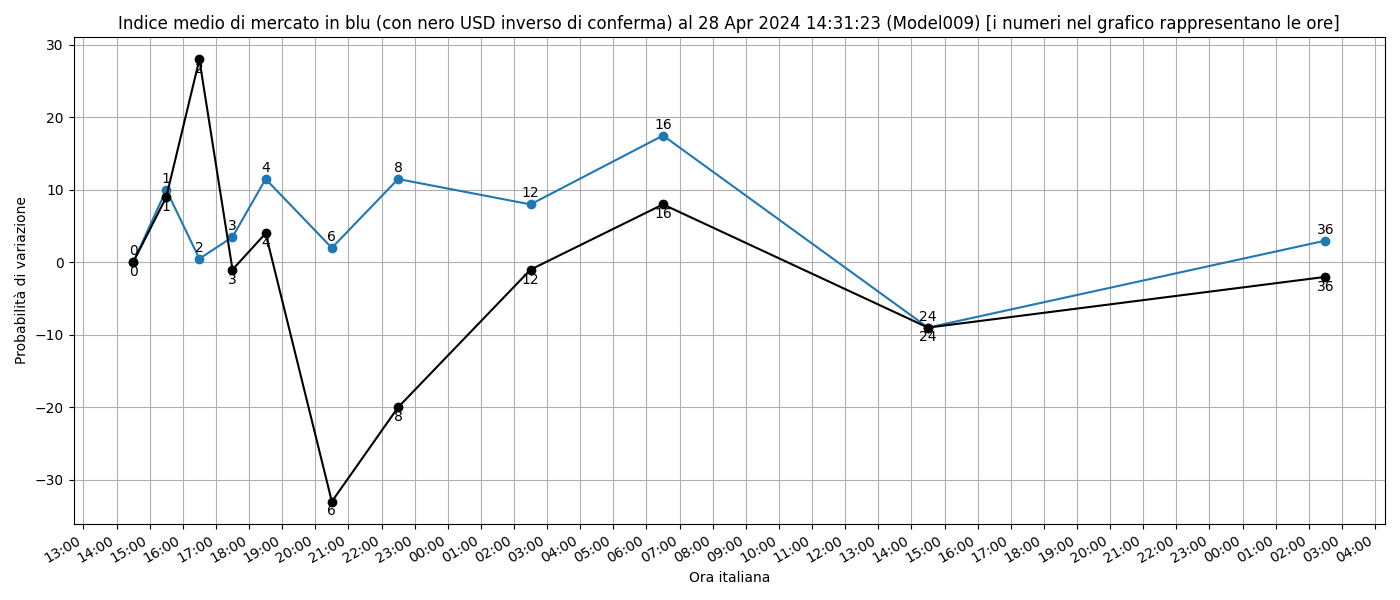 Indice medio di mercato in blu (con nero USD inverso di conferma) al 28 Apr 2024 14:31:23 (Model009) [i numeri nel grafico rappresentano le ore]
Probabilità di variazione
30
20
10
0
−10
−20
−30
0 1 2 3 4 6 8 12 16 24 36
0 1 2 3 4 6 8 12 16 24 36
13:00 14:00 15:00 16:00 17:00 18:00 19:00 20:00 21:00 22:00 23:00 00:00 01:00 02:00 03:00 04:00 05:00 06:00 07:00 08:00 09:00 10:00 11:00 12:00 13:00 14:00 15:00 16:00 17:00 18:00 19:00 20:00 21:00 22:00 23:00 00:00 01:00 02:00 03:00 04:00
Ora italiana